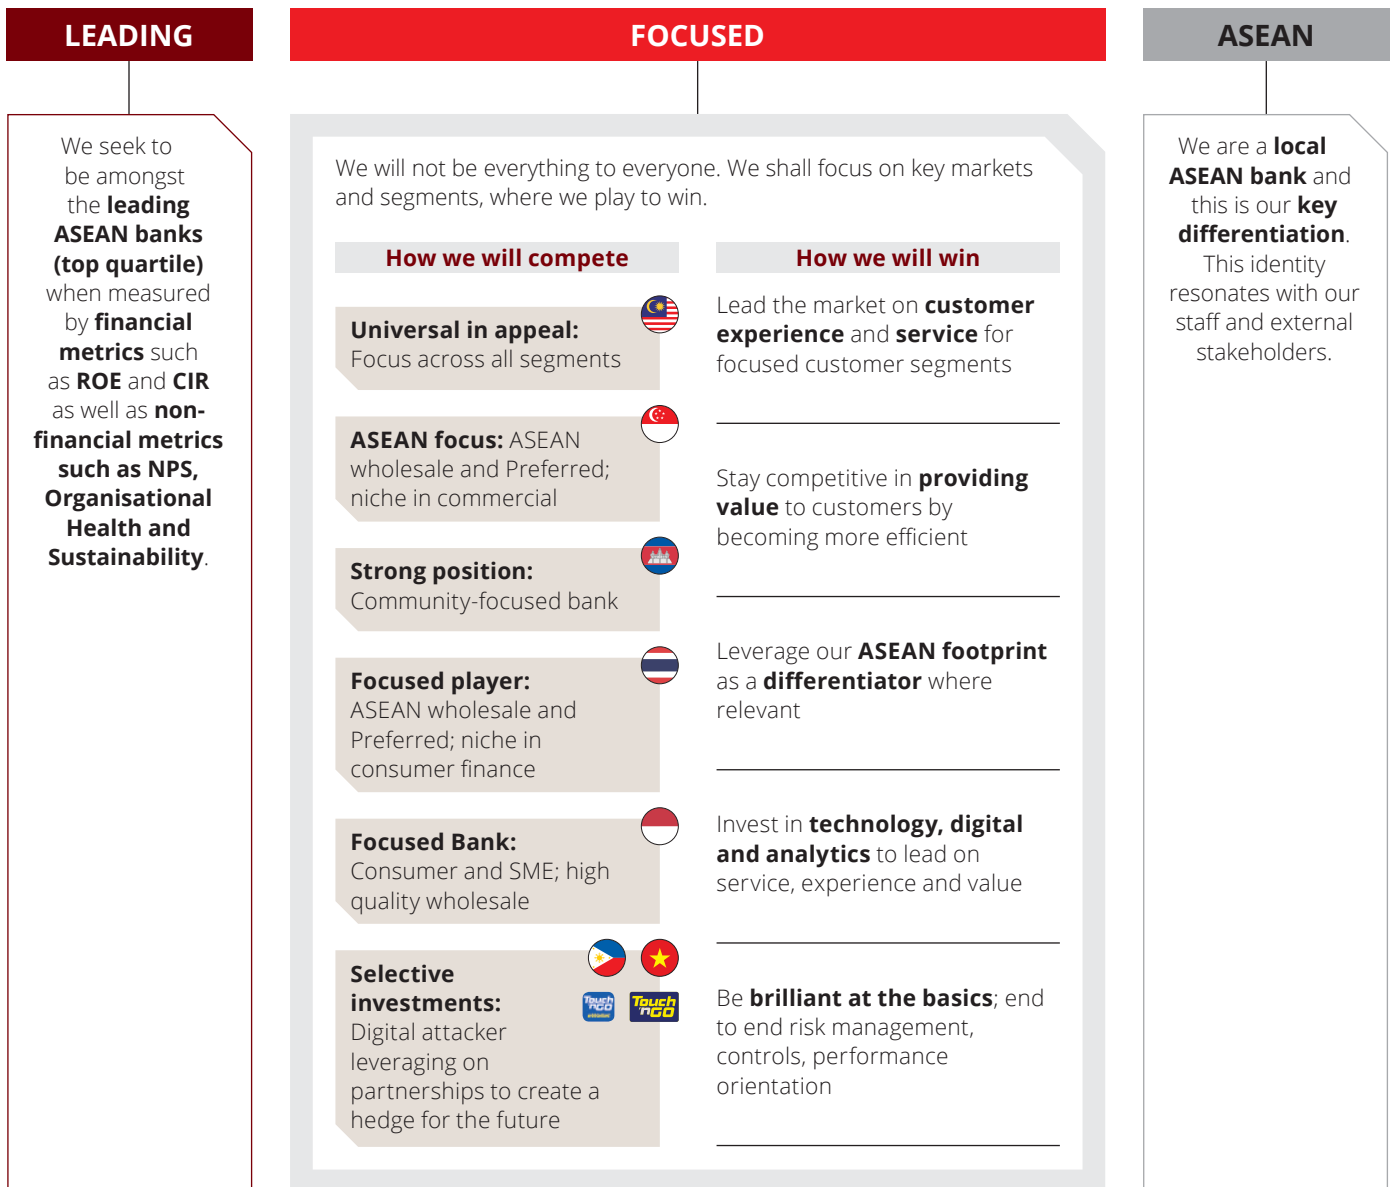 LEADING
We seek to
be amongst
the leading
ASEAN banks
(top quartile)
when measured
by financial
metrics such
as ROE and CIR
as well as non-
financial metrics
such as NPS,
Organisational
Health and
Sustainability.
FOCUSED
We will not be everything to everyone. We shall focus on key markets
and segments, where we play to win.
How we will compete
Universal in appeal:
Focus across all segments
ASEAN focus: ASEAN
wholesale and Preferred;
niche in commercial
Strong position:
Community-focused bank
Focused player:
ASEAN wholesale and
Preferred; niche in
consumer finance
Focused Bank:
Consumer and SME; high
quality wholesale
Selective
investments:
Digital attacker
leveraging on
partnerships to create a
hedge for the future
Touch
'nGO
eWallet
Touch
'nGO
How we will win
Lead the market on customer
experience and service for
focused customer segments
Stay competitive in providing
value to customers by
becoming more efficient
Leverage our ASEAN footprint
as a differentiator where
relevant
Invest in technology, digital
and analytics to lead on
service, experience and value
Be brilliant at the basics; end
to end risk management,
controls, performance
orientation
ASEAN
We are a local
ASEAN bank and
this is our key
differentiation.
This identity
resonates with our
staff and external
stakeholders.